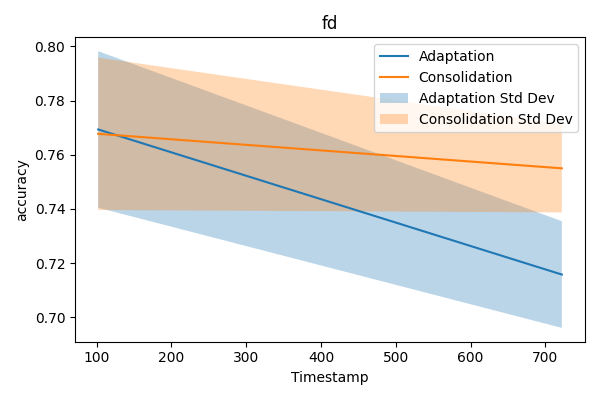 fd
0.80
0.78
0.76
0.74
0.72
0.70
accuracy
Adaptation
Consolidation
Adaptation Std Dev
Consolidation Std Dev
100 200 300 400 500 600 700
Timestamp